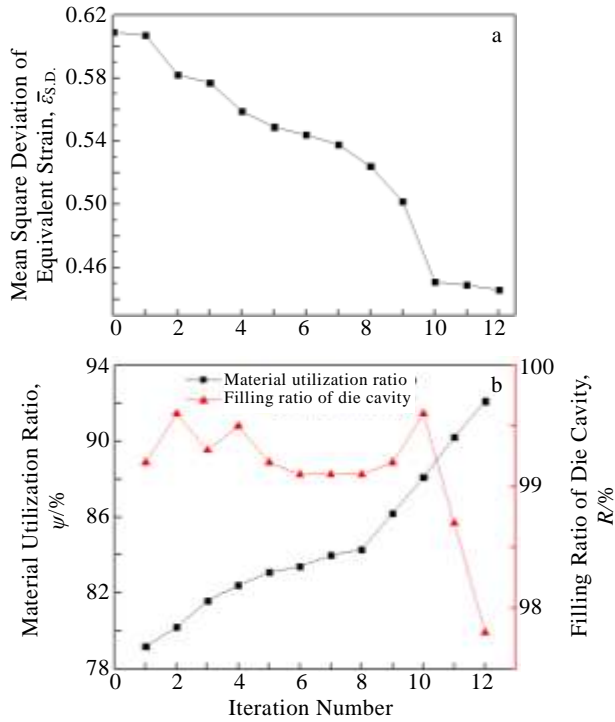 Mean Square Deviation of
Equivalent Strain, ε̄S.D.
0.62
0.58
0.54
0.50
0.46
a
0 2 4 6 8 10 12
Material Utilization Ratio,
ψ/%
94
90
86
82
78
Material utilization ratio
Filling ratio of die cavity
b
100
99
98
Filling Ratio of Die Cavity,
R/%
0 2 4 6 8 10 12
Iteration Number